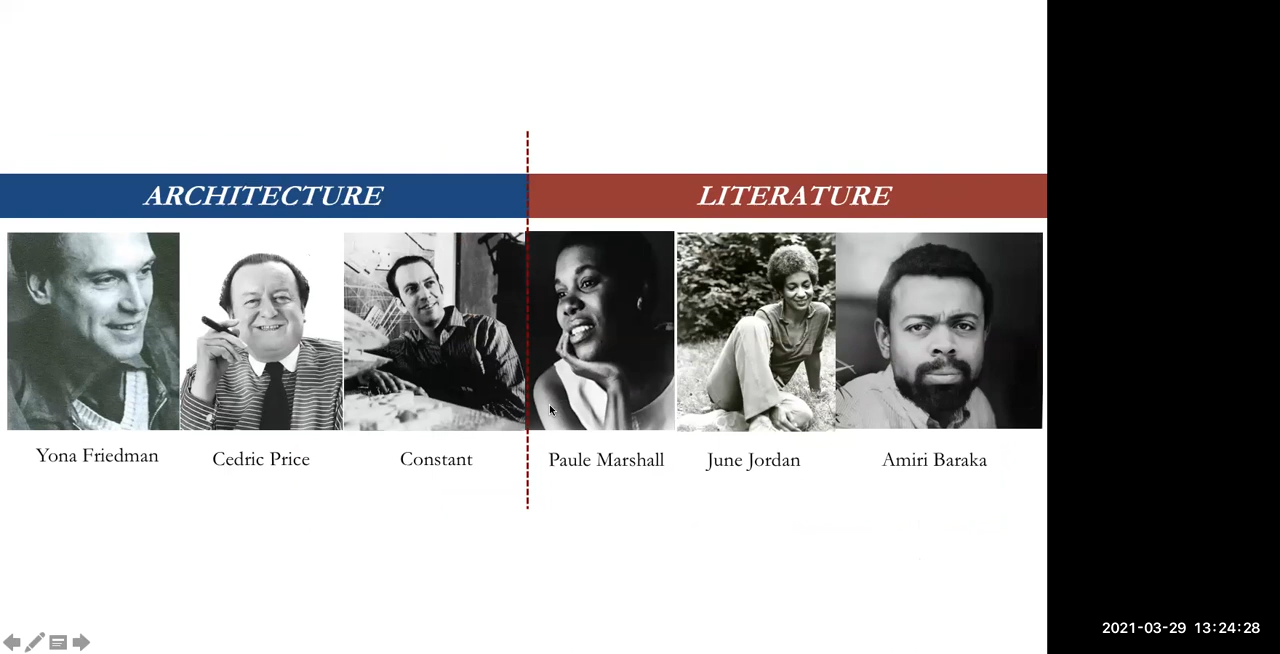 ARCHITECTURE
LITERATURE
Yona Friedman
Cedric Price
Constant
Paule Marshall
June Jordan
Amiri Baraka
2021-03-29 13:24:28